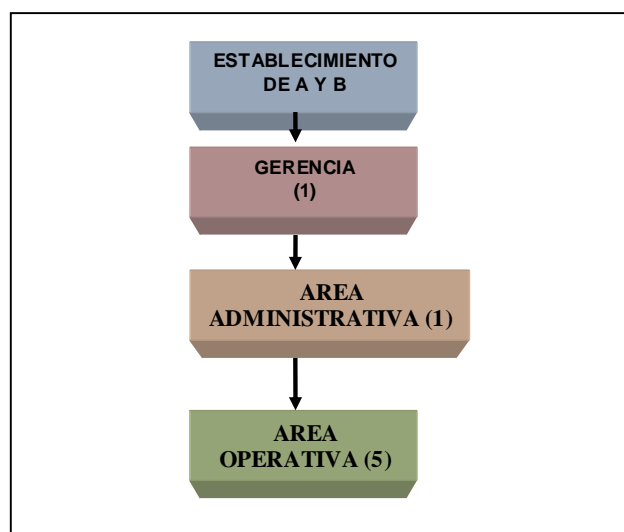 ESTABLECIMIENTO
DE A Y B
GERENCIA
(1)
AREA
ADMINISTRATIVA (1)
AREA
OPERATIVA (5)